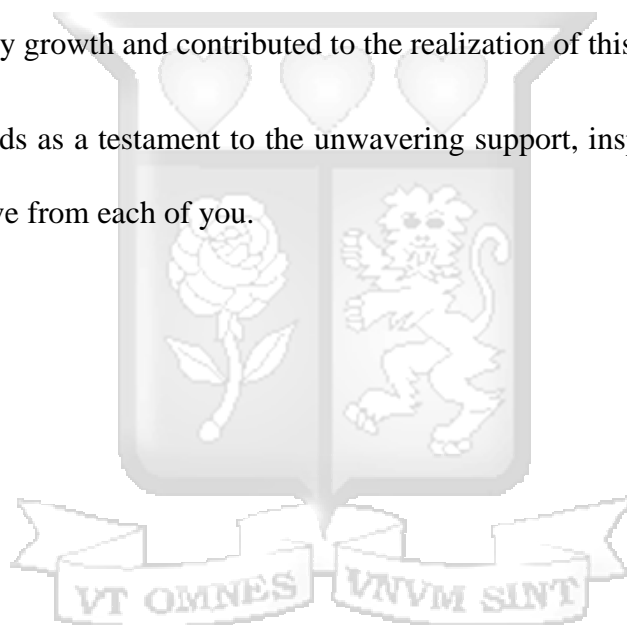 y growth and contributed to the realization of this
ds as a testament to the unwavering support, insp
ve from each of you.
VT OMNES VNVM SINT